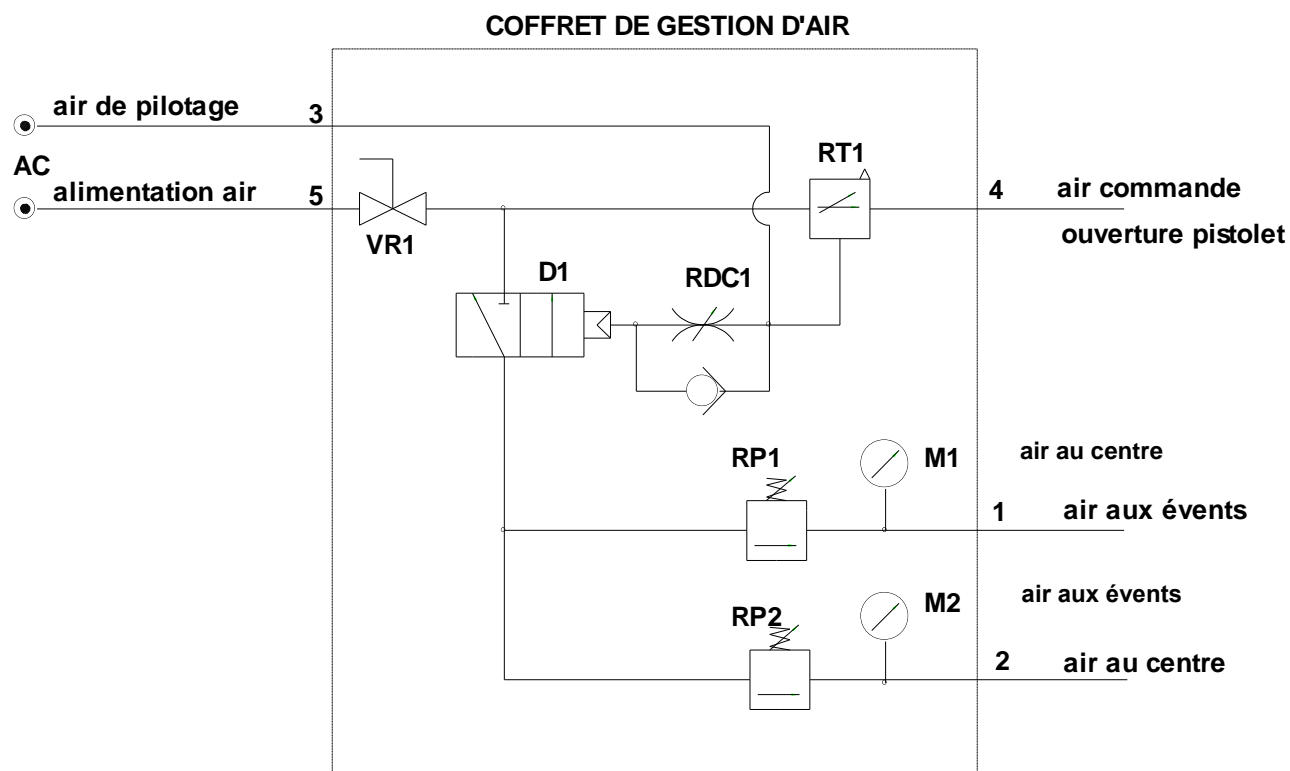 COFFRET DE GESTION D'AIR
air de pilotage 3
AC
alimentation air 5
VR1
RT1
4 air commande
ouverture pistolet
D1
RDC1
RP1
M1
air au centre
1 air aux évents
RP2
M2
air aux évents
2 air au centre